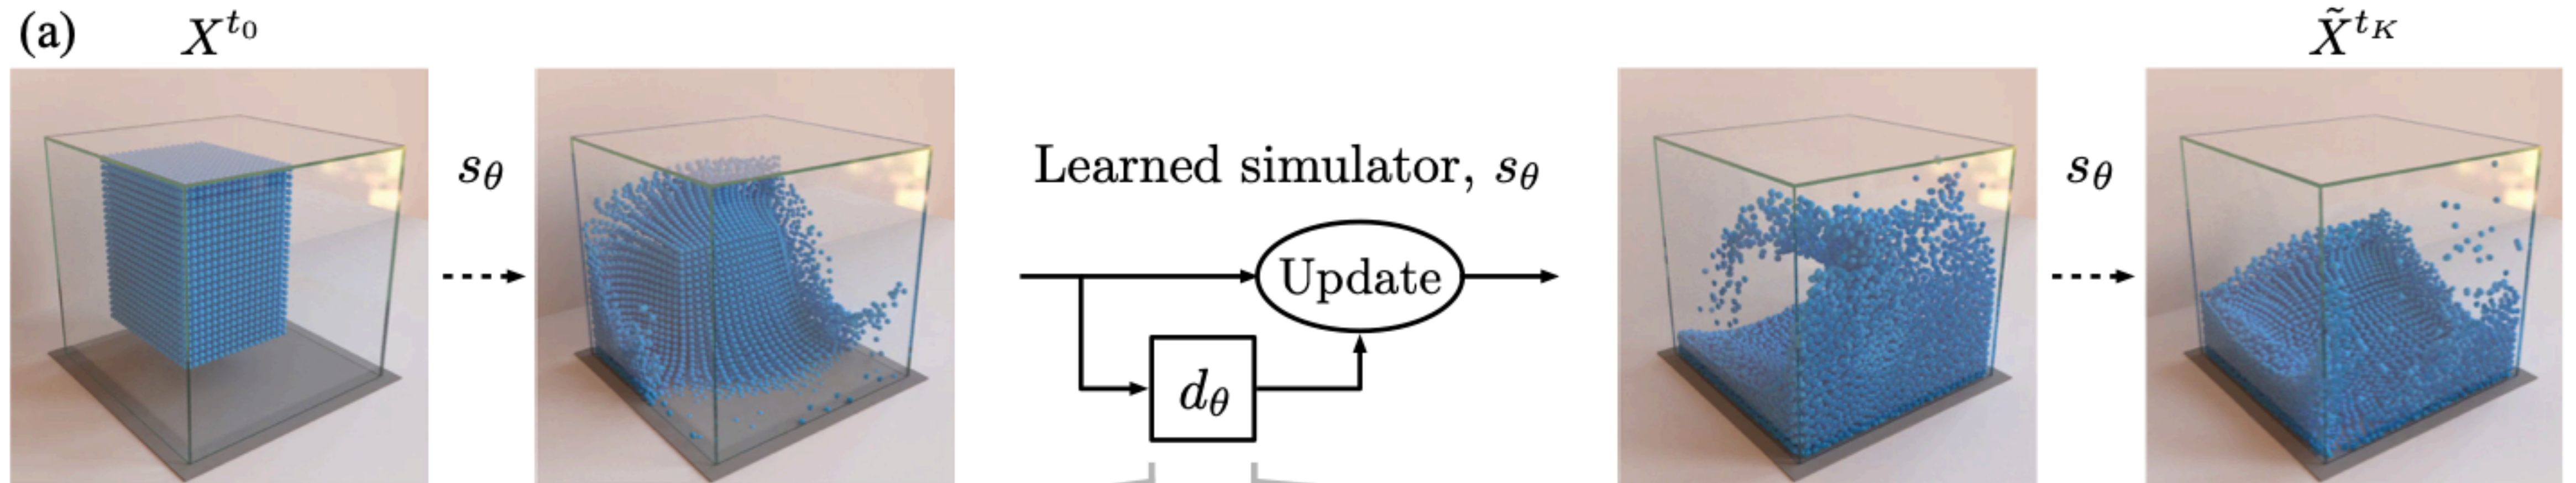 (a)
X^{t_0}
X̃^{t_K}
s_θ
Learned simulator, s_θ
s_θ
Update
d_θ